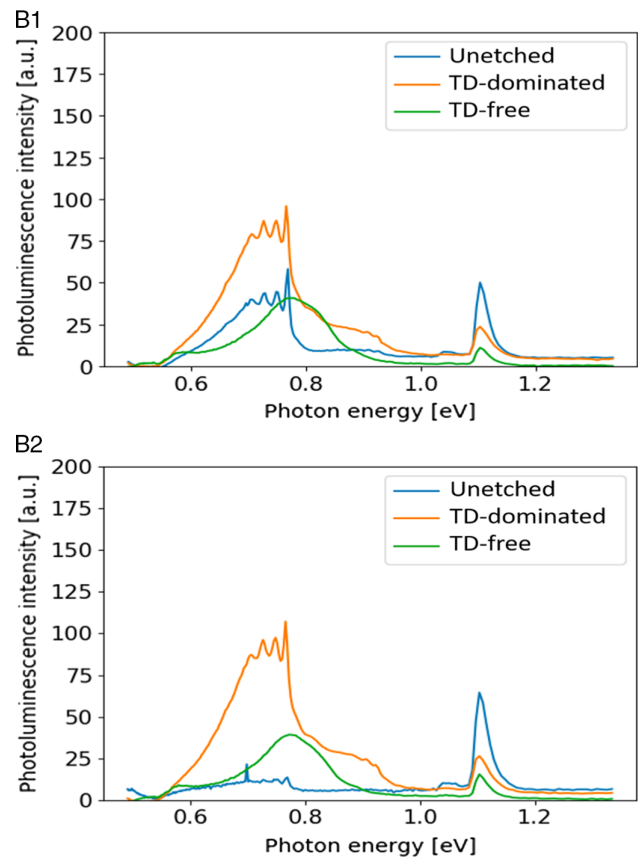 B1
200
175
150
125
100
75
50
25
0
Photoluminescence intensity [a.u.]
Unetched
TD-dominated
TD-free
0.6 0.8 1.0 1.2
Photon energy [eV]
B2
200
175
150
125
100
75
50
25
0
Photoluminescence intensity [a.u.]
Unetched
TD-dominated
TD-free
0.6 0.8 1.0 1.2
Photon energy [eV]